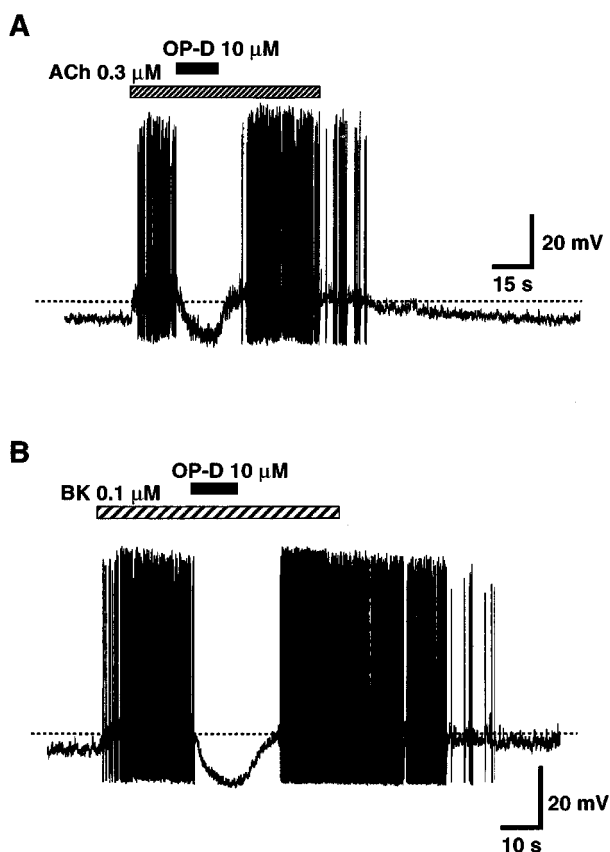 A
OP-D 10 μM
ACh 0.3 μM
20 mV
15 s
B
OP-D 10 μM
BK 0.1 μM
20 mV
10 s